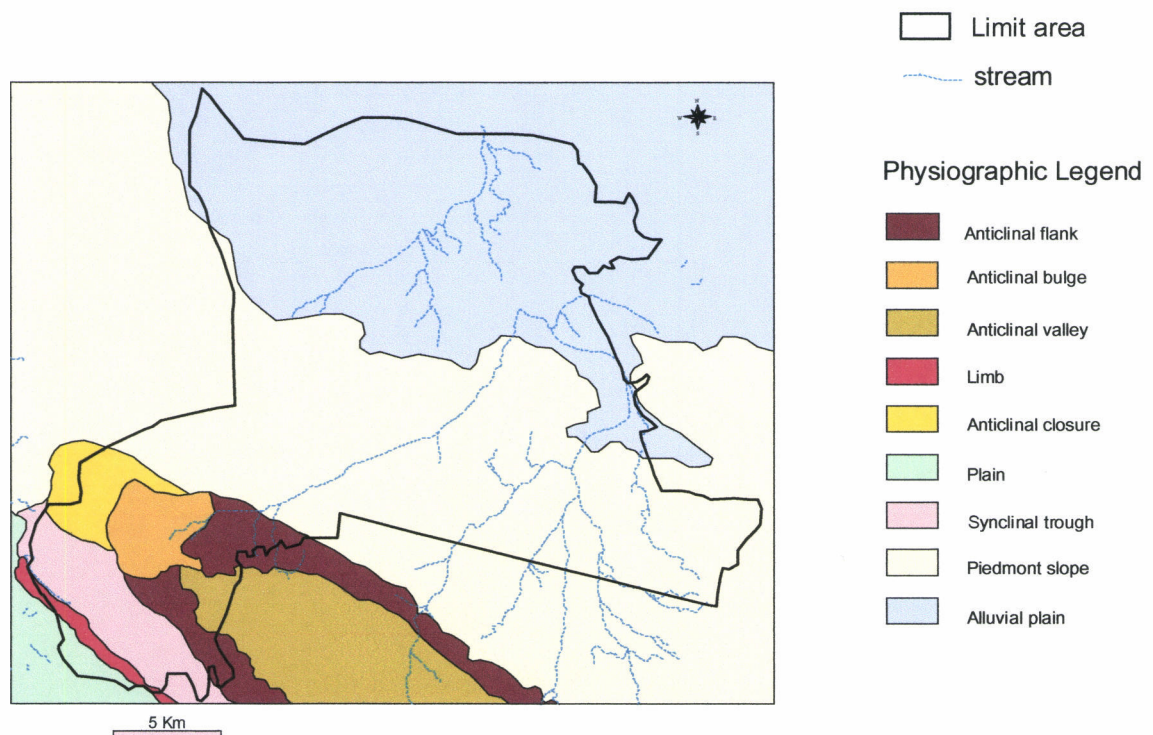 Limit area
stream
Physiographic Legend
Anticlinal flank
Anticlinal bulge
Anticlinal valley
Limb
Anticlinal closure
Plain
Synclinal trough
Piedmont slope
Alluvial plain
5 Km